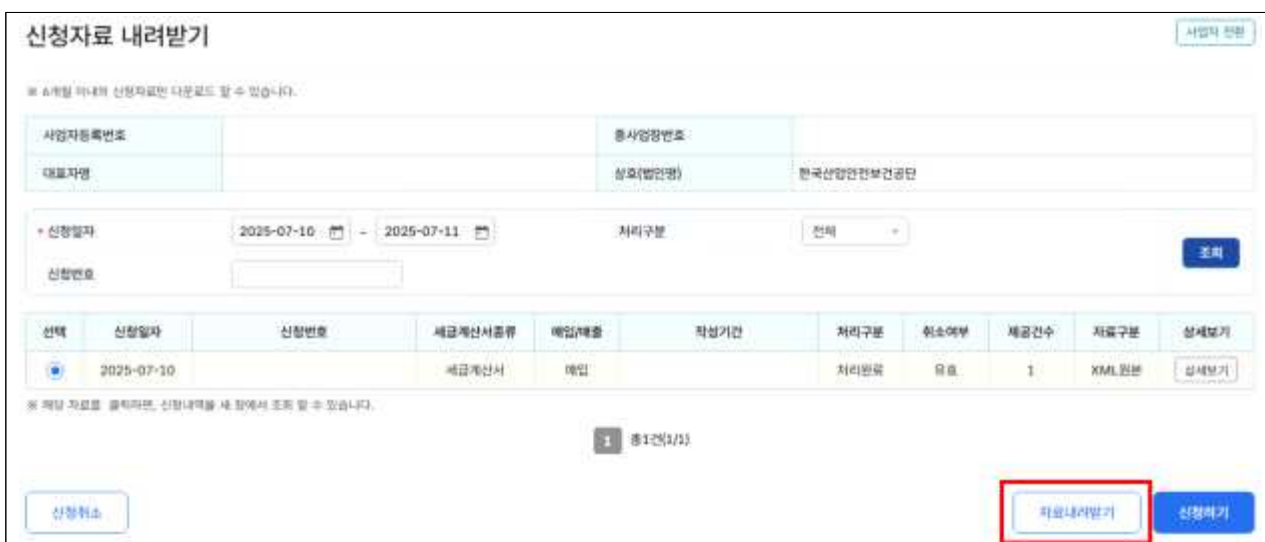 신청자료 내려받기
사업자 전환
※ 6개월 이내의 신청자료만 다운로드 할 수 있습니다.
사업자등록번호 종사업장번호
대표자명 상호(법인명) 한국산업안전보건공단
* 신청일자 2025-07-10 - 2025-07-11 처리구분 전체
조회
신청번호
선택 신청일자 신청번호 세금계산서종류 매입/매출 작성기간 처리구분 취소여부 제공건수 자료구분 상세보기
2025-07-10 세금계산서 매입 처리완료 유효 1 XML원본 상세보기
※ 해당 자료를 클릭하면, 신청내역을 새 창에서 조회 할 수 있습니다.
1 총1건(1/1)
신청취소 자료내려받기 신청하기